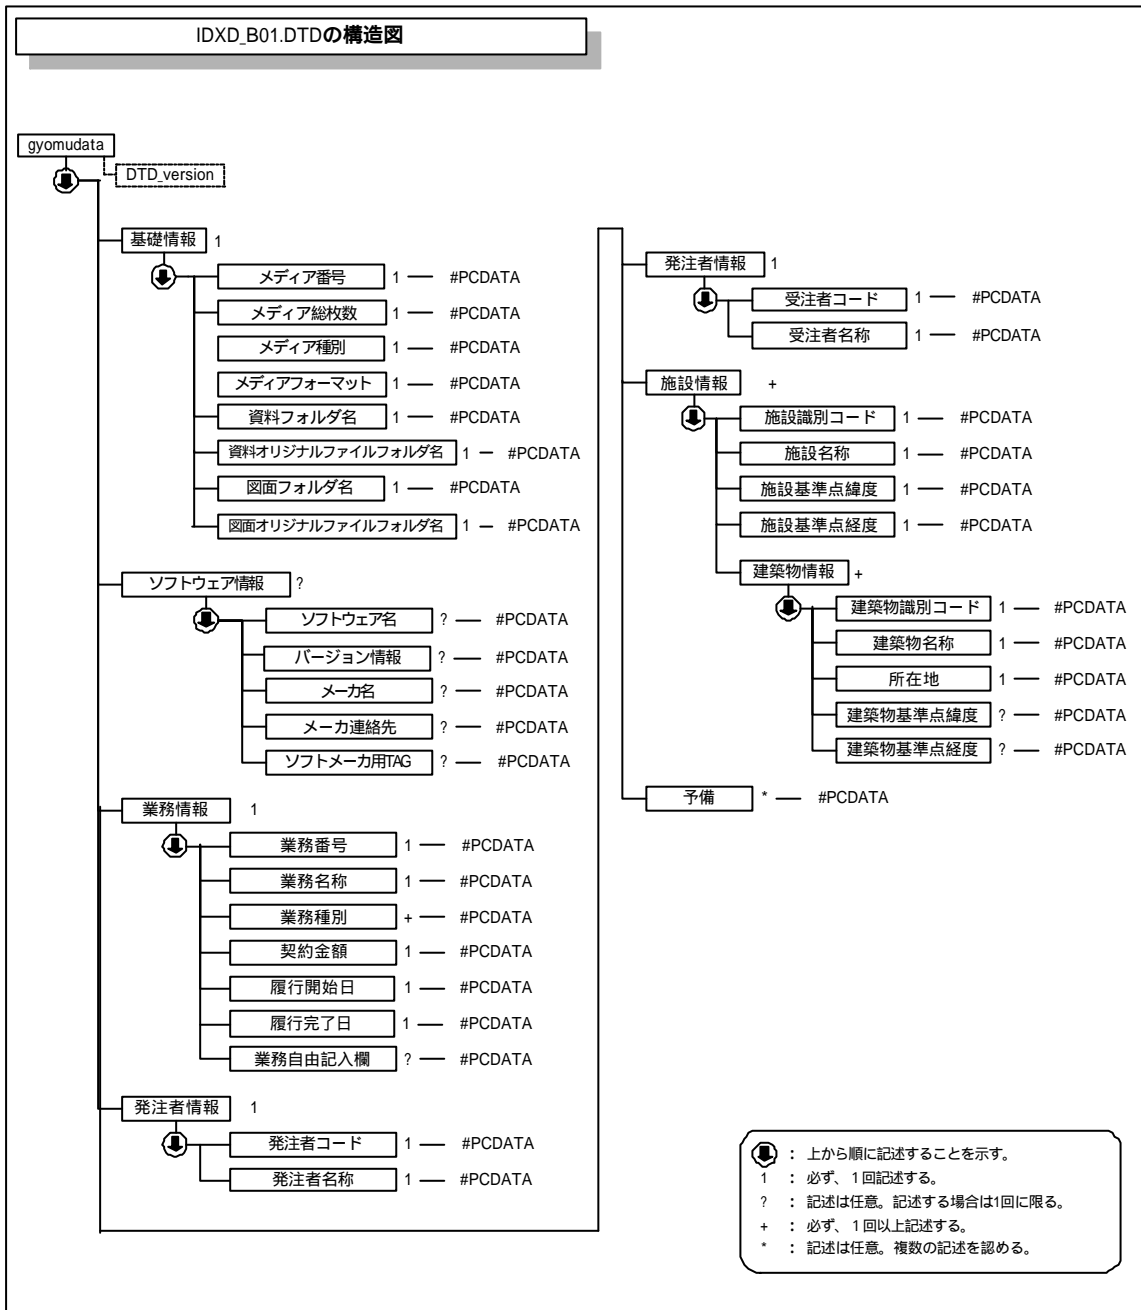 IDXD_B01.DTDの構造図
gyomudata
DTD_version
基礎情報 1
メディア番号 1 — #PCDATA
メディア総枚数 1 — #PCDATA
メディア種別 1 — #PCDATA
メディアフォーマット 1 — #PCDATA
資料フォルダ名 1 — #PCDATA
資料オリジナルファイルフォルダ名 1 — #PCDATA
図面フォルダ名 1 — #PCDATA
図面オリジナルファイルフォルダ名 1 — #PCDATA
ソフトウェア情報 ?
ソフトウェア名 ? — #PCDATA
バージョン情報 ? — #PCDATA
メーカ名 ? — #PCDATA
メーカ連絡先 ? — #PCDATA
ソフトメーカ用TAG ? — #PCDATA
業務情報 1
業務番号 1 — #PCDATA
業務名称 1 — #PCDATA
業務種別 + — #PCDATA
契約金額 1 — #PCDATA
履行開始日 1 — #PCDATA
履行完了日 1 — #PCDATA
業務自由記入欄 ? — #PCDATA
発注者情報 1
発注者コード 1 — #PCDATA
発注者名称 1 — #PCDATA
発注者情報 1
受注者コード 1 — #PCDATA
受注者名称 1 — #PCDATA
施設情報 +
施設識別コード 1 — #PCDATA
施設名称 1 — #PCDATA
施設基準点緯度 1 — #PCDATA
施設基準点経度 1 — #PCDATA
建築物情報 +
建築物識別コード 1 — #PCDATA
建築物名称 1 — #PCDATA
所在地 1 — #PCDATA
建築物基準点緯度 ? — #PCDATA
建築物基準点経度 ? — #PCDATA
予備 * — #PCDATA
： 上から順に記述することを示す。
1 ： 必ず、１回記述する。
? ： 記述は任意。記述する場合は1回に限る。
+ ： 必ず、１回以上記述する。
* ： 記述は任意。複数の記述を認める。